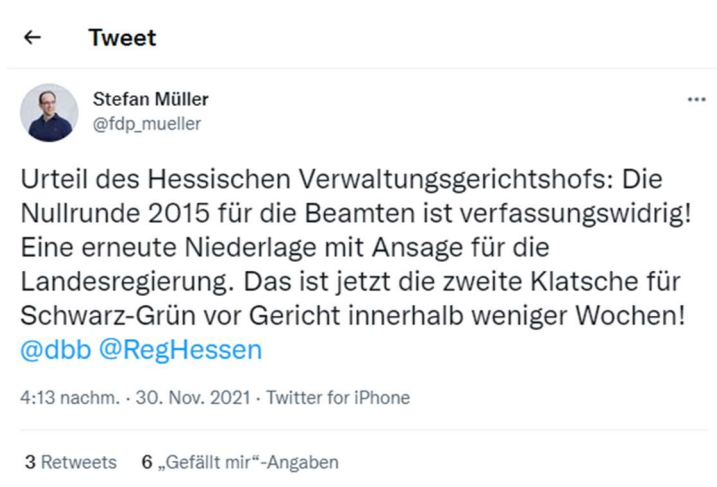 Tweet
Stefan Müller
@fdp_mueller
Urteil des Hessischen Verwaltungsgerichtshofs: Die
Nullrunde 2015 für die Beamten ist verfassungswidrig!
Eine erneute Niederlage mit Ansage für die
Landesregierung. Das ist jetzt die zweite Klatsche für
Schwarz-Grün vor Gericht innerhalb weniger Wochen!
@dbb @RegHessen
4:13 nachm. · 30. Nov. 2021 · Twitter for iPhone
3 Retweets 6 „Gefällt mir“-Angaben